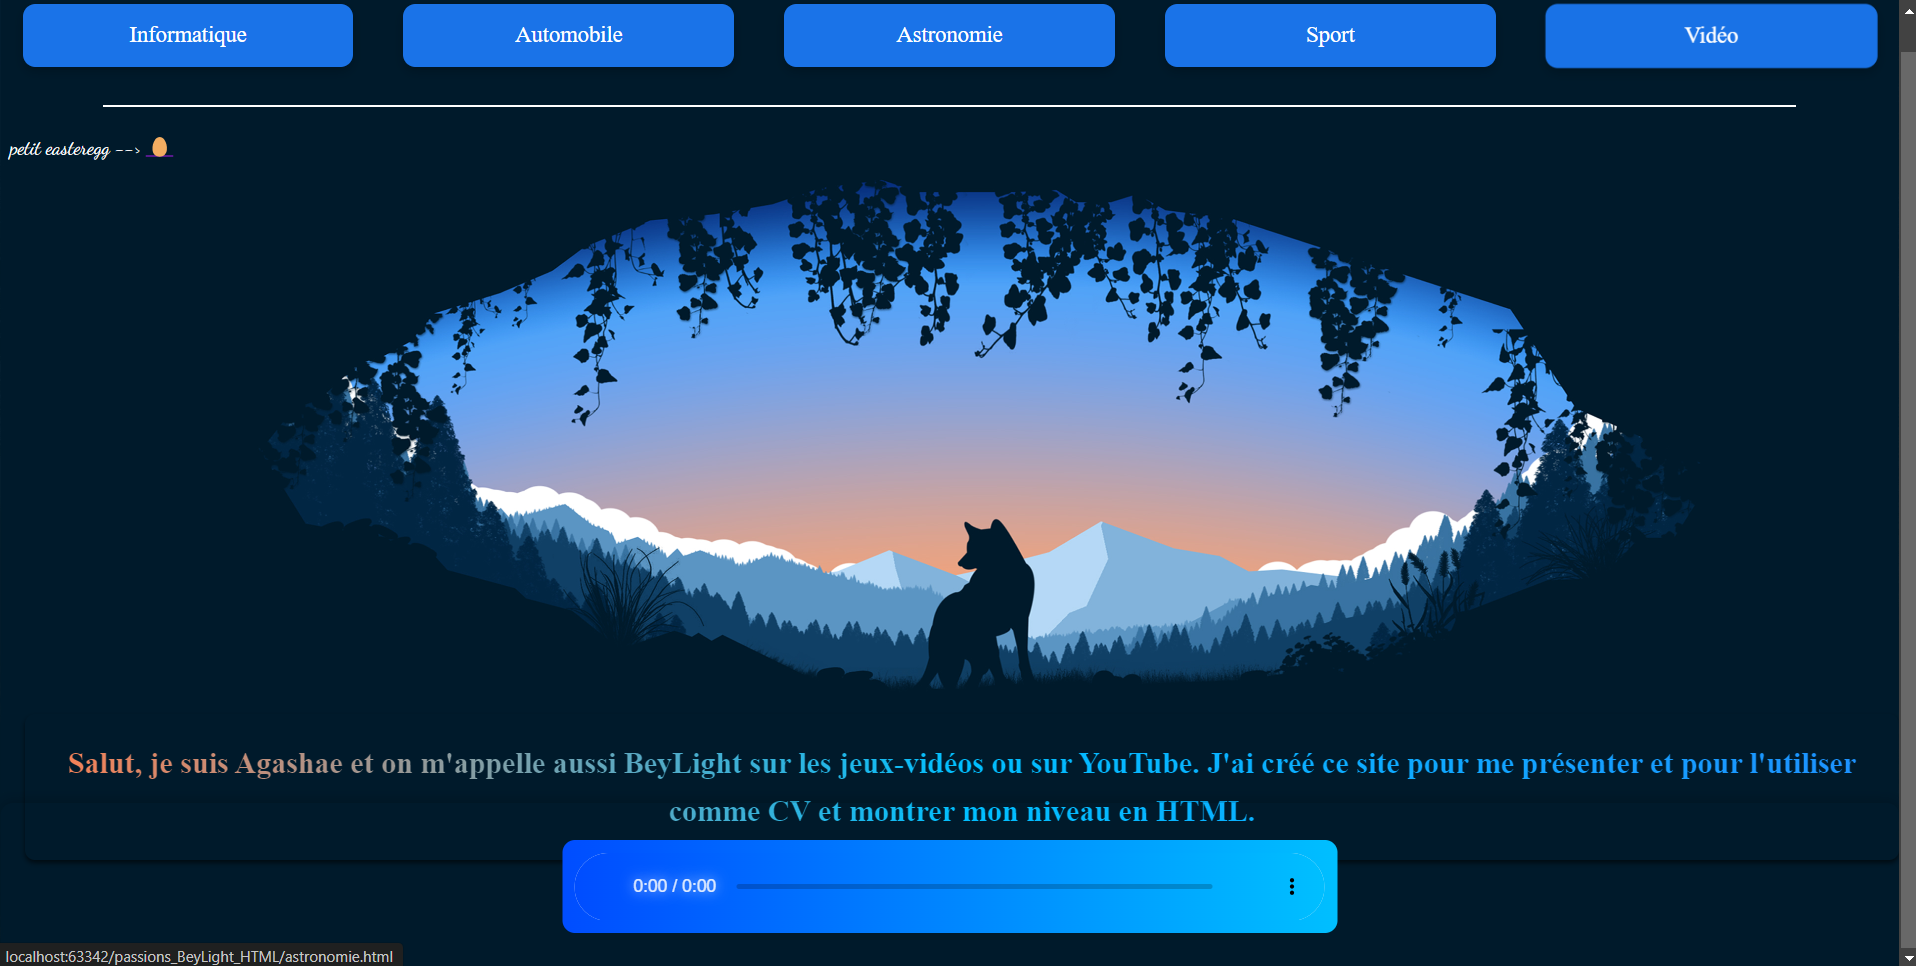 Informatique
Automobile
Astronomie
Sport
Vidéo
petit easteregg -->
Salut, je suis Agashae et on m'appelle aussi BeyLight sur les jeux-vidéos ou sur YouTube. J'ai créé ce site pour me présenter et pour l'utiliser
comme CV et montrer mon niveau en HTML.
0:00 / 0:00
localhost:63342/passions_BeyLight_HTML/astronomie.html